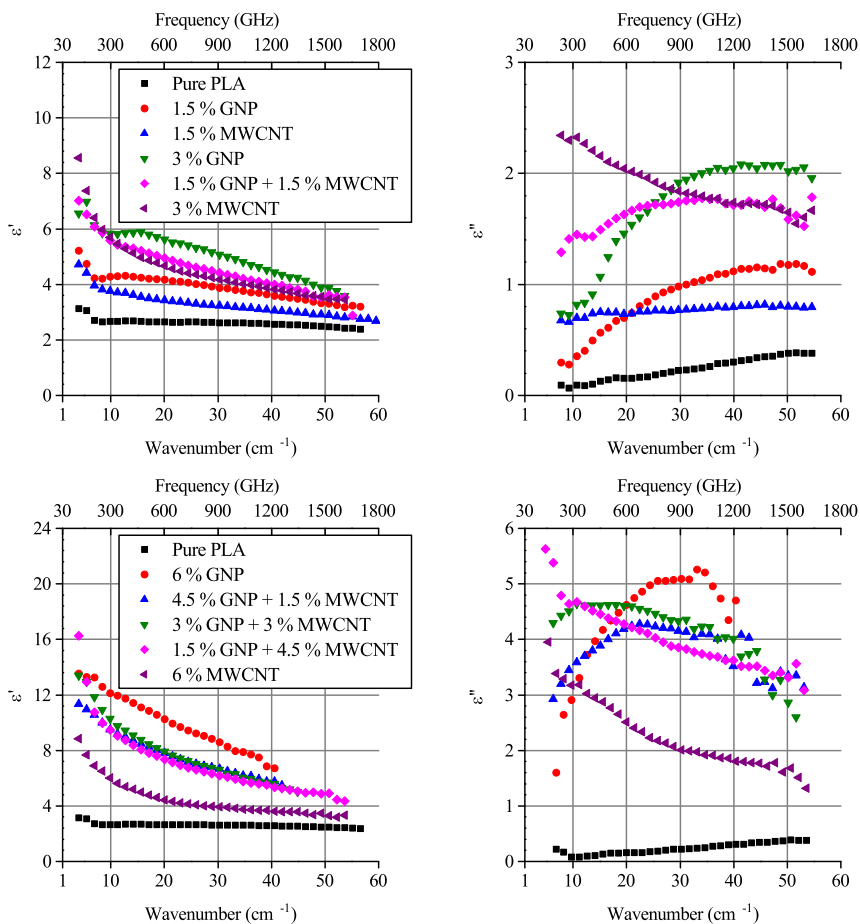 Frequency (GHz)
30 300 600 900 1200 1500 1800
12
10
8
6
4
2
0
ε'
Pure PLA
1.5 % GNP
1.5 % MWCNT
3 % GNP
1.5 % GNP + 1.5 % MWCNT
3 % MWCNT
1 10 20 30 40 50 60
Wavenumber (cm ⁻¹)
Frequency (GHz)
30 300 600 900 1200 1500 1800
3
2
1
0
ε''
1 10 20 30 40 50 60
Wavenumber (cm ⁻¹)
Frequency (GHz)
30 300 600 900 1200 1500 1800
24
20
16
12
8
4
0
ε'
Pure PLA
6 % GNP
4.5 % GNP + 1.5 % MWCNT
3 % GNP + 3 % MWCNT
1.5 % GNP + 4.5 % MWCNT
6 % MWCNT
1 10 20 30 40 50 60
Wavenumber (cm ⁻¹)
Frequency (GHz)
30 300 600 900 1200 1500 1800
6
5
4
3
2
1
0
ε''
1 10 20 30 40 50 60
Wavenumber (cm ⁻¹)